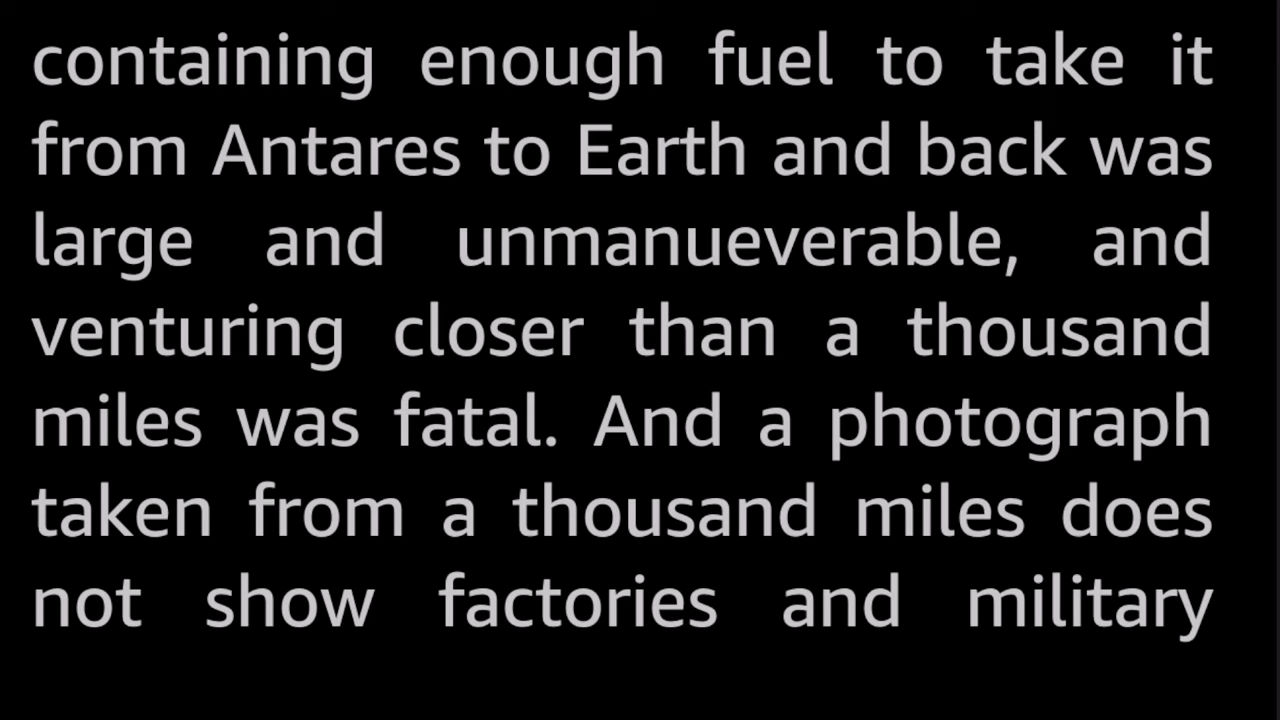 containing enough fuel to take it
from Antares to Earth and back was
large and unmanueverable, and
venturing closer than a thousand
miles was fatal. And a photograph
taken from a thousand miles does
not show factories and military